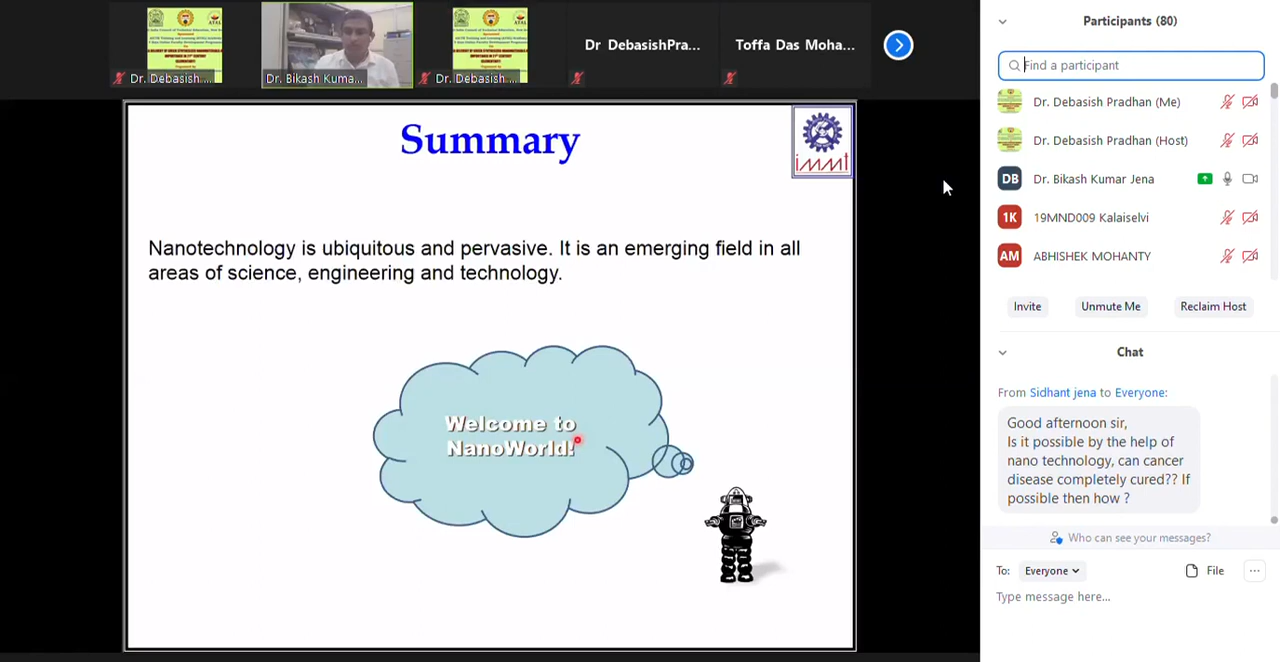 Dr. Debasish ...
Dr. Bikash Kuma...
Dr. Debasish ...
Dr DebasishPra...
Toffa Das Moha...
Summary
immt
Nanotechnology is ubiquitous and pervasive. It is an emerging field in all
areas of science, engineering and technology.
Welcome to
NanoWorld!
Participants (80)
Find a participant
Dr. Debasish Pradhan (Me)
Dr. Debasish Pradhan (Host)
DB Dr. Bikash Kumar Jena
1K 19MND009 Kalaiselvi
AM ABHISHEK MOHANTY
Invite Unmute Me Reclaim Host
Chat
From Sidhant jena to Everyone:
Good afternoon sir,
Is it possible by the help of
nano technology, can cancer
disease completely cured?? If
possible then how ?
Who can see your messages?
To: Everyone File ...
Type message here...